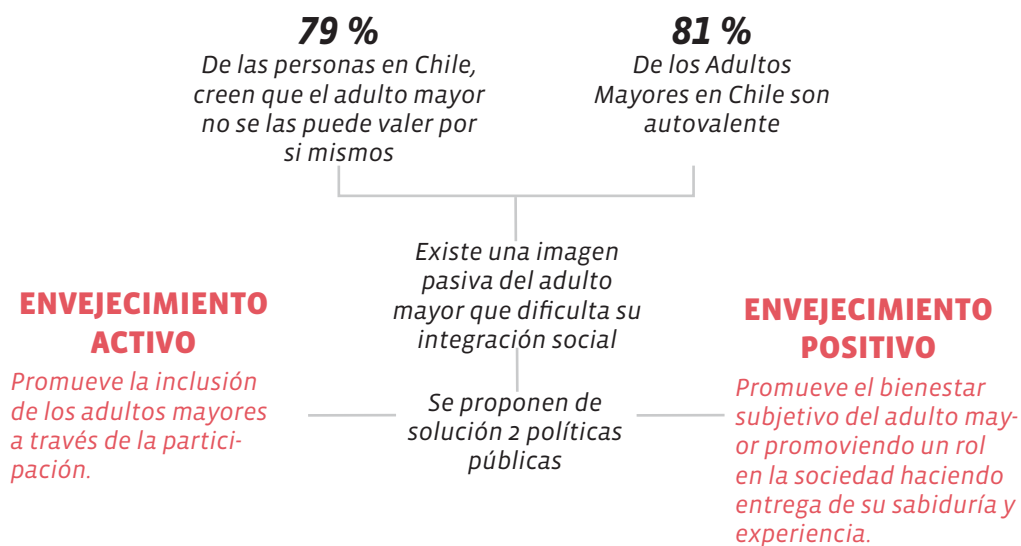 79 %
De las personas en Chile,
creen que el adulto mayor
no se las puede valer por
si mismos
81 %
De los Adultos
Mayores en Chile son
autovalente
Existe una imagen
pasiva del adulto
mayor que dificulta su
integración social
ENVEJECIMIENTO
ACTIVO
Promueve la inclusión
de los adultos mayores
a través de la partici-
pación.
Se proponen de
solución 2 políticas
públicas
ENVEJECIMIENTO
POSITIVO
Promueve el bienestar
subjetivo del adulto may-
or promoviendo un rol
en la sociedad haciendo
entrega de su sabiduría y
experiencia.